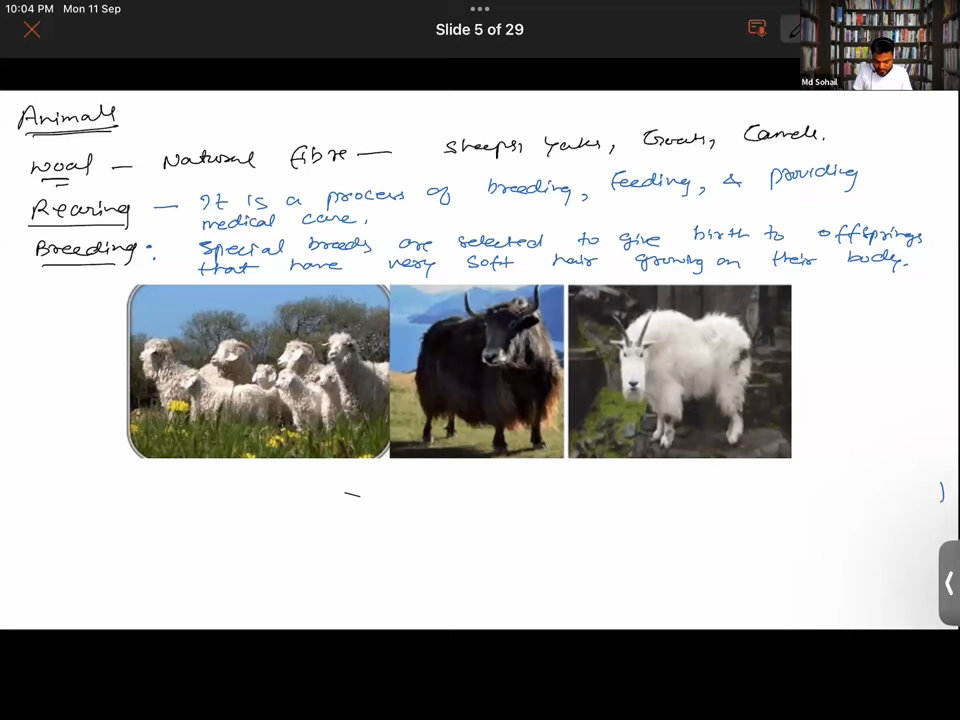 10:04 PM Mon 11 Sep
Slide 5 of 29
Md Sohail
Animals
Wool — Natural fibre — Sheeps, Yaks, Goats, Camels.
Rearing — It is a process of breeding, feeding, & providing
medical care.
Breeding : Special breeds are selected to give birth to offsprings
that have very soft hair growing on their body.